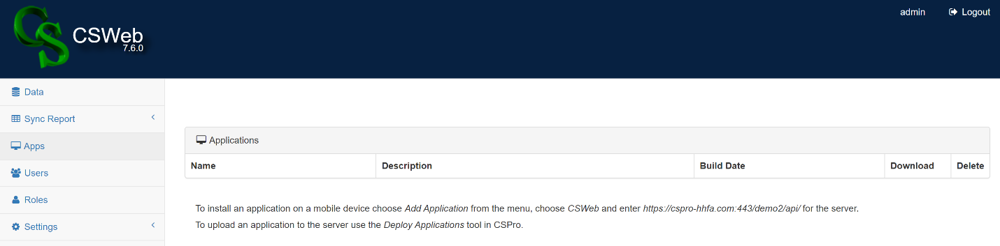 admin Logout
CS CSWeb
7.6.0
Data
Sync Report
Apps
Users
Roles
Settings
Applications
Name Description Build Date Download Delete
To install an application on a mobile device choose Add Application from the menu, choose CSWeb and enter https://cspro-hhfa.com:443/demo2/api/ for the server.
To upload an application to the server use the Deploy Applications tool in CSPro.